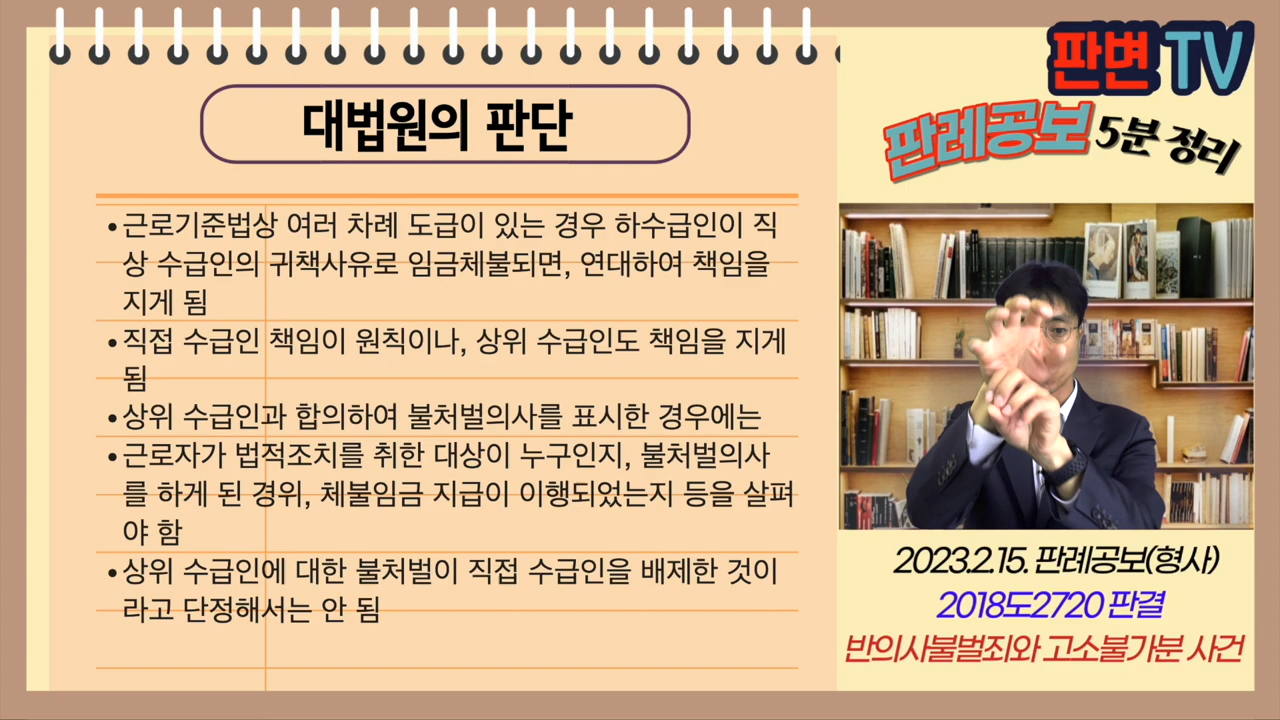 대법원의 판단
•근로기준법상 여러 차례 도급이 있는 경우 하수급인이 직
상 수급인의 귀책사유로 임금체불되면, 연대하여 책임을
지게 됨
•직접 수급인 책임이 원칙이나, 상위 수급인도 책임을 지게
됨
•상위 수급인과 합의하여 불처벌의사를 표시한 경우에는
•근로자가 법적조치를 취한 대상이 누구인지, 불처벌의사
를 하게 된 경위, 체불임금 지급이 이행되었는지 등을 살펴
야 함
•상위 수급인에 대한 불처벌이 직접 수급인을 배제한 것이
라고 단정해서는 안 됨
판변 TV
판례공보 5분 정리
2023.2.15. 판례공보(형사)
2018도2720 판결
반의사불벌죄와 고소불가분 사건